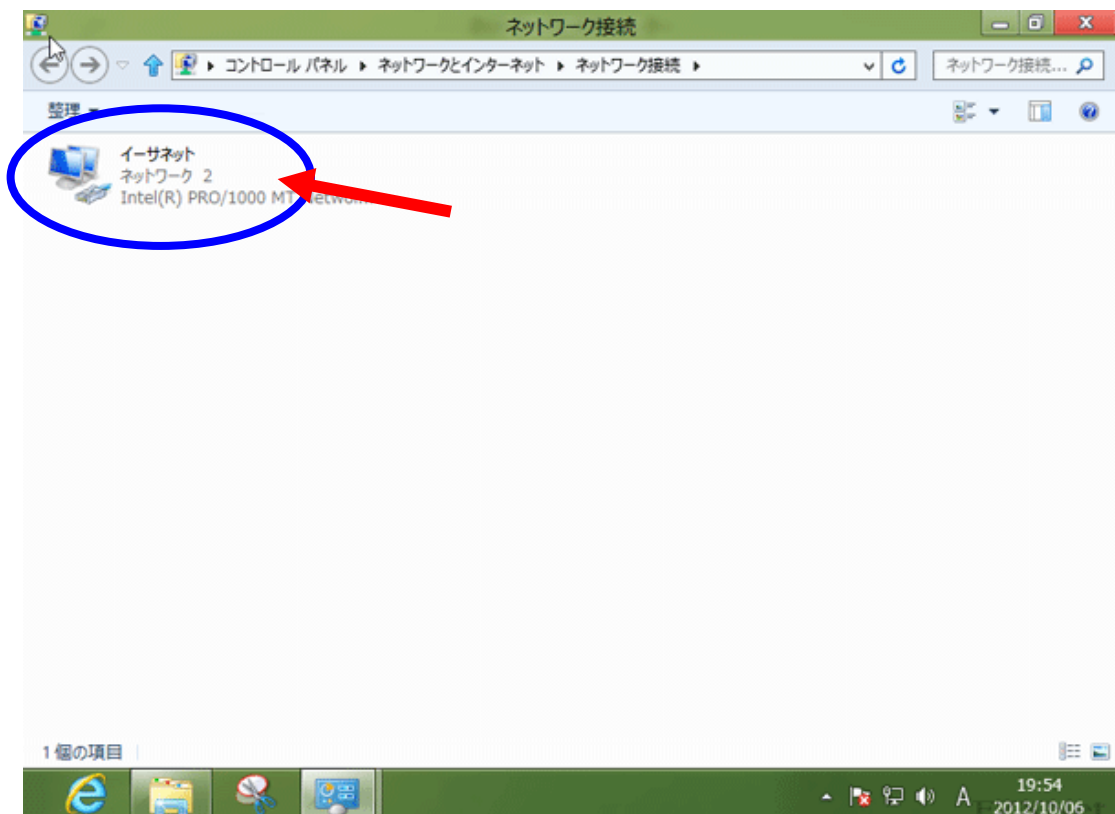 ネットワーク接続
コントロール パネル ネットワークとインターネット ネットワーク接続
ネットワーク接続...
整理
イーサネット
ネットワーク 2
Intel(R) PRO/1000 MT
1 個の項目
A
19:54
2012/10/06